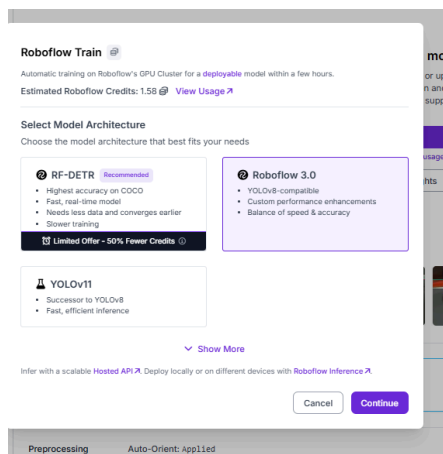 Roboflow Train
Automatic training on Roboflow's GPU Cluster for a deployable model within a few hours.
Estimated Roboflow Credits: 1.58 View Usage
Select Model Architecture
Choose the model architecture that best fits your needs
RF-DETR Recommended
• Highest accuracy on COCO
• Fast, real-time model
• Needs less data and converges earlier
• Slower training
Limited Offer - 50% Fewer Credits
Roboflow 3.0
• YOLOv8-compatible
• Custom performance enhancements
• Balance of speed & accuracy
YOLOv11
• Successor to YOLOv8
• Fast, efficient inference
Show More
Infer with a scalable Hosted API. Deploy locally or on different devices with Roboflow Inference.
Cancel Continue
Preprocessing Auto-Orient: Applied